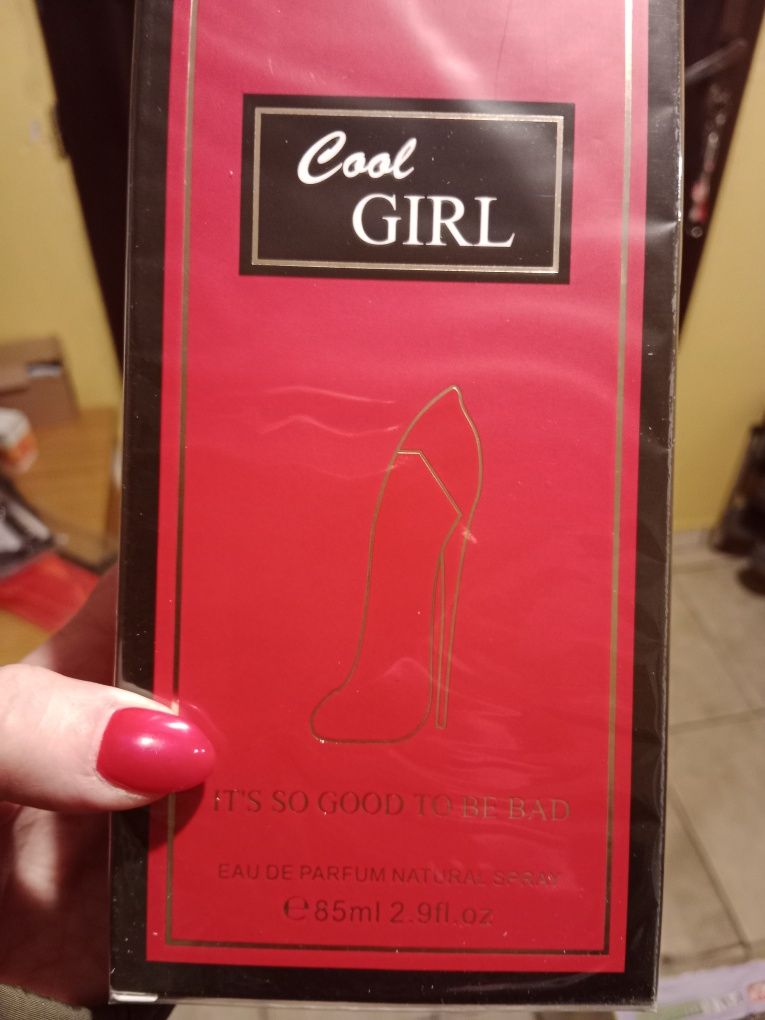 Cool
GIRL
IT'S SO GOOD TO BE BAD
EAU DE PARFUM NATURAL SPRAY
℮85ml 2.9fl.oz